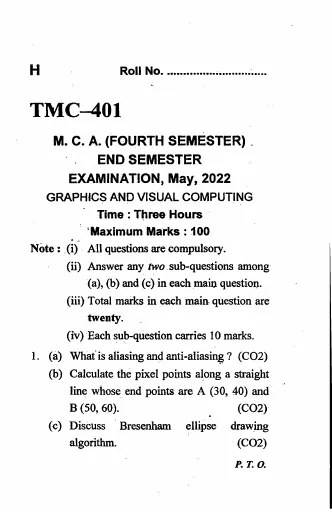 H Roll No. ................................
TMC–401
M. C. A. (FOURTH SEMESTER)
END SEMESTER
EXAMINATION, May, 2022
GRAPHICS AND VISUAL COMPUTING
Time : Three Hours
Maximum Marks : 100
Note : (i) All questions are compulsory.
(ii) Answer any two sub-questions among
(a), (b) and (c) in each main question.
(iii) Total marks in each main question are
twenty.
(iv) Each sub-question carries 10 marks.
1. (a) What is aliasing and anti-aliasing ? (CO2)
(b) Calculate the pixel points along a straight
line whose end points are A (30, 40) and
B (50, 60). (CO2)
(c) Discuss Bresenham ellipse drawing
algorithm. (CO2)
P. T. O.